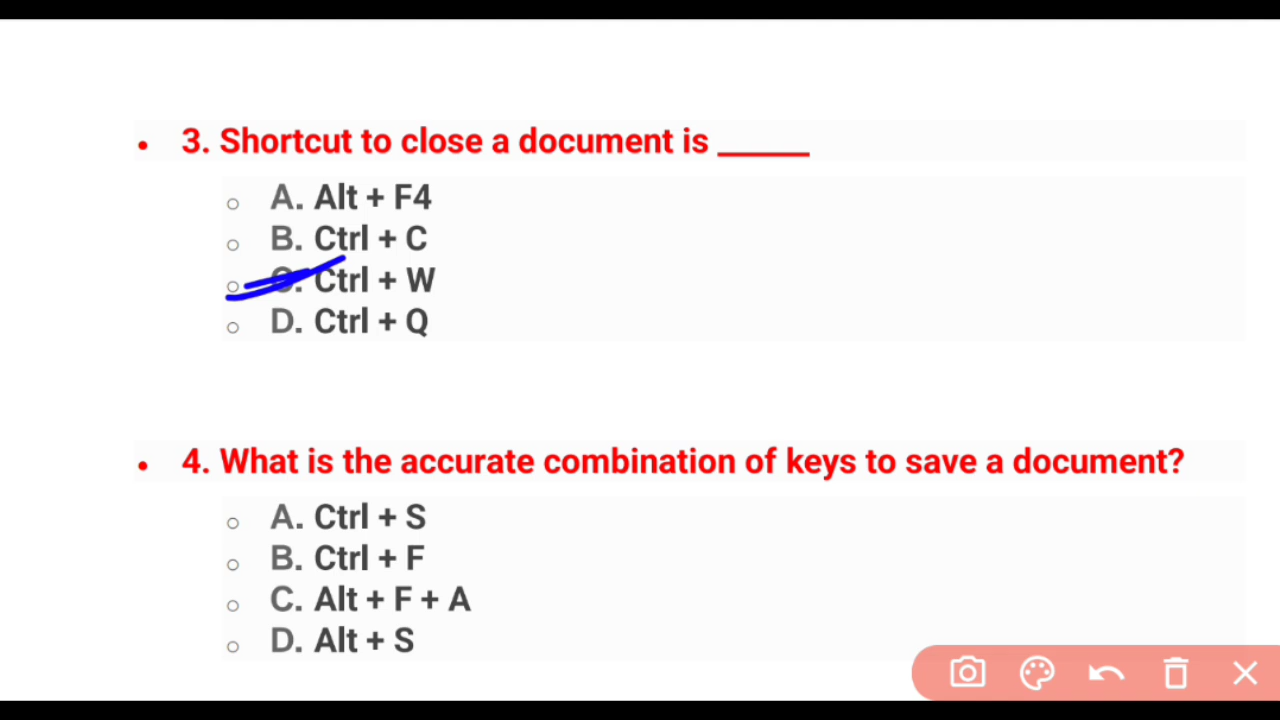 3. Shortcut to close a document is ______
A. Alt + F4
B. Ctrl + C
C. Ctrl + W
D. Ctrl + Q
4. What is the accurate combination of keys to save a document?
A. Ctrl + S
B. Ctrl + F
C. Alt + F + A
D. Alt + S